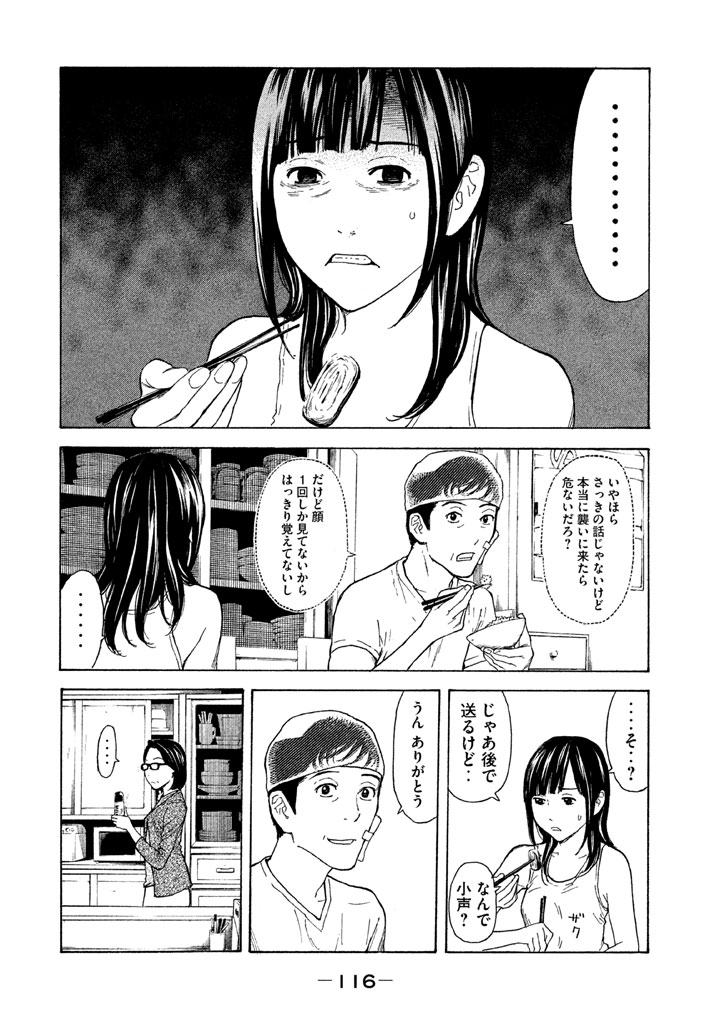 ・・・・・・・・・・・
いやほら
さっきの話じゃないけど
本当に襲いに来たら
危ないだろ？
だけど顔
1回しか見てないから
はっきり覚えてないし
・・・・・
・・・・そ・・・？
じゃあ後で
送るけど・・
なんで
小声？
ザク
うん ありがとう
・・・・
－116－